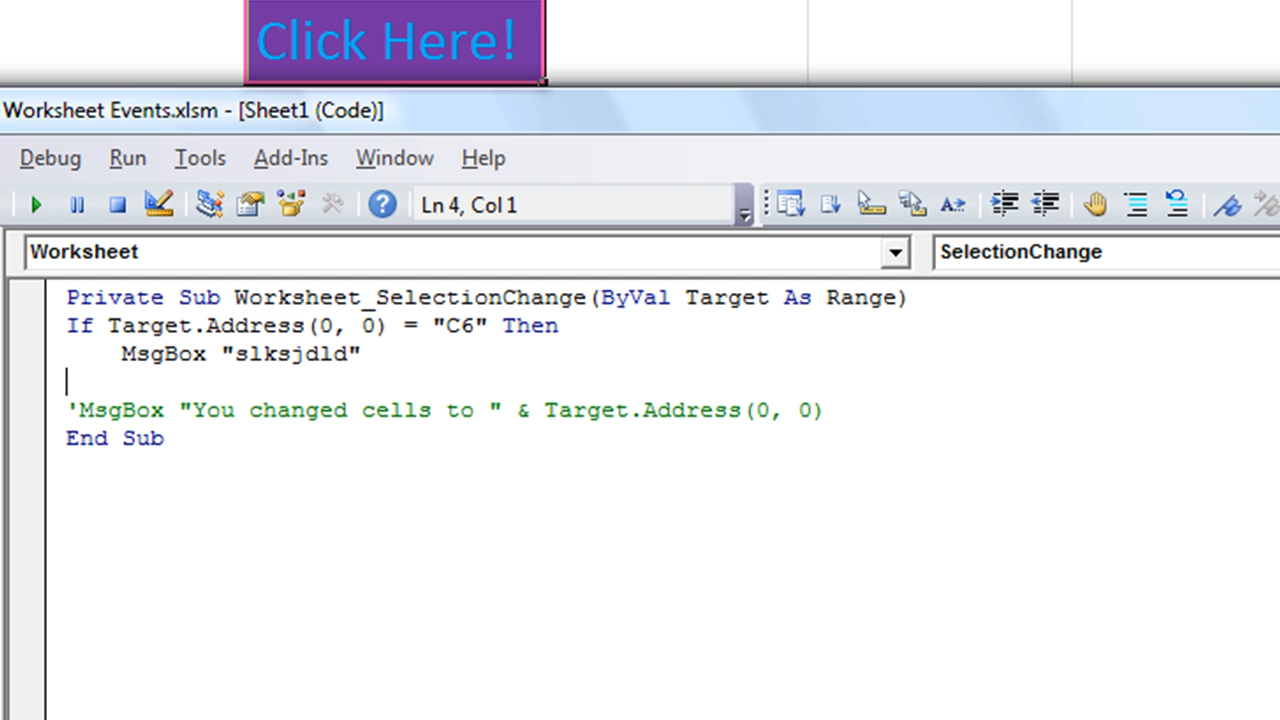 Click Here!
Worksheet Events.xlsm - [Sheet1 (Code)]
Debug Run Tools Add-Ins Window Help
Ln 4, Col 1
Worksheet SelectionChange
Private Sub Worksheet_SelectionChange(ByVal Target As Range)
If Target.Address(0, 0) = "C6" Then
    MsgBox "slksjdld"
'MsgBox "You changed cells to " & Target.Address(0, 0)
End Sub